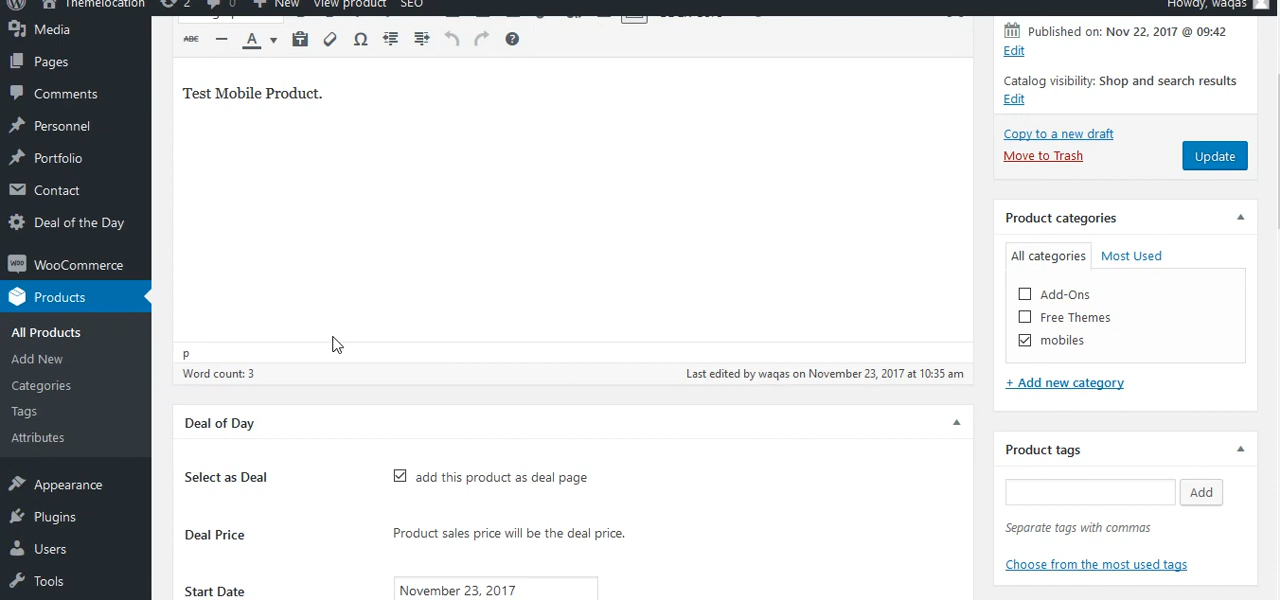 Themelocation 2 0 New View product SEO Howdy, waqas
Media
Pages
Comments
Personnel
Portfolio
Contact
Deal of the Day
WOO WooCommerce
Products
All Products
Add New
Categories
Tags
Attributes
Appearance
Plugins
Users
Tools
ABC
A
Test Mobile Product.
p
Word count: 3
Last edited by waqas on November 23, 2017 at 10:35 am
Deal of Day
Select as Deal
add this product as deal page
Deal Price
Product sales price will be the deal price.
Start Date
November 23, 2017
Published on: Nov 22, 2017 @ 09:42
Edit
Catalog visibility: Shop and search results
Edit
Copy to a new draft
Move to Trash
Update
Product categories
All categories Most Used
Add-Ons
Free Themes
mobiles
+ Add new category
Product tags
Add
Separate tags with commas
Choose from the most used tags